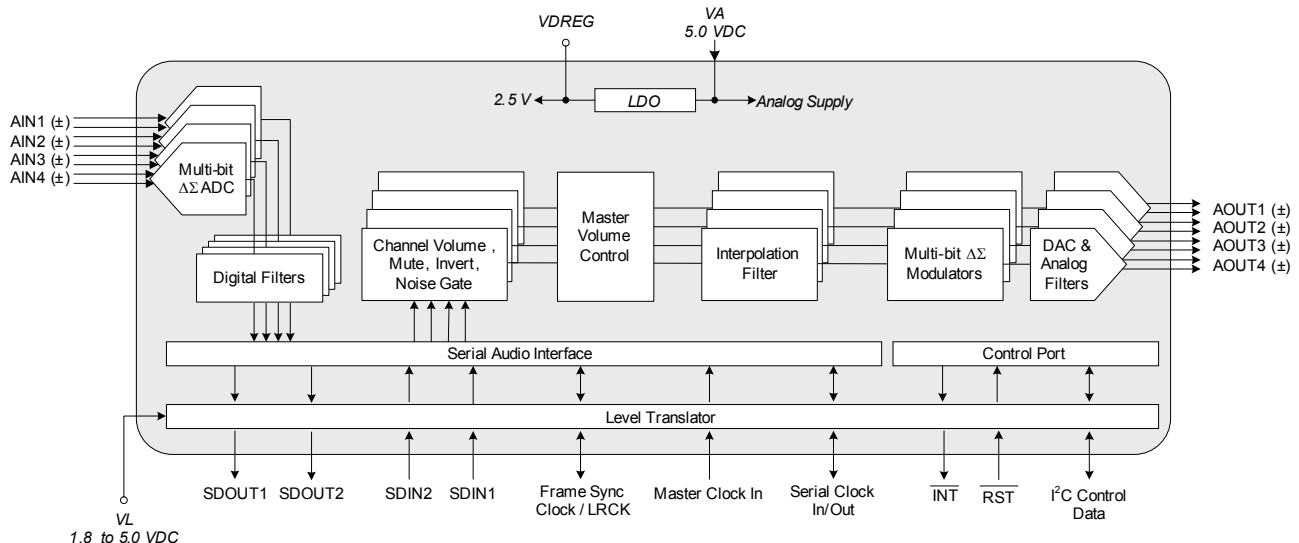 VDREG
VA
5.0 VDC
2.5 V
LDO
Analog Supply
AIN1 (±)
AIN2 (±)
AIN3 (±)
AIN4 (±)
Multi-bit
ΔΣ ADC
Digital Filters
Channel Volume ,
Mute, Invert,
Noise Gate
Master
Volume
Control
Interpolation
Filter
Multi-bit ΔΣ
Modulators
DAC &
Analog
Filters
AOUT1 (±)
AOUT2 (±)
AOUT3 (±)
AOUT4 (±)
Serial Audio Interface
Control Port
Level Translator
SDOUT1
SDOUT2
SDIN2
SDIN1
Frame Sync
Clock / LRCK
Master Clock In
Serial Clock
In/Out
INT
RST
I²C Control
Data
VL
1.8 to 5.0 VDC